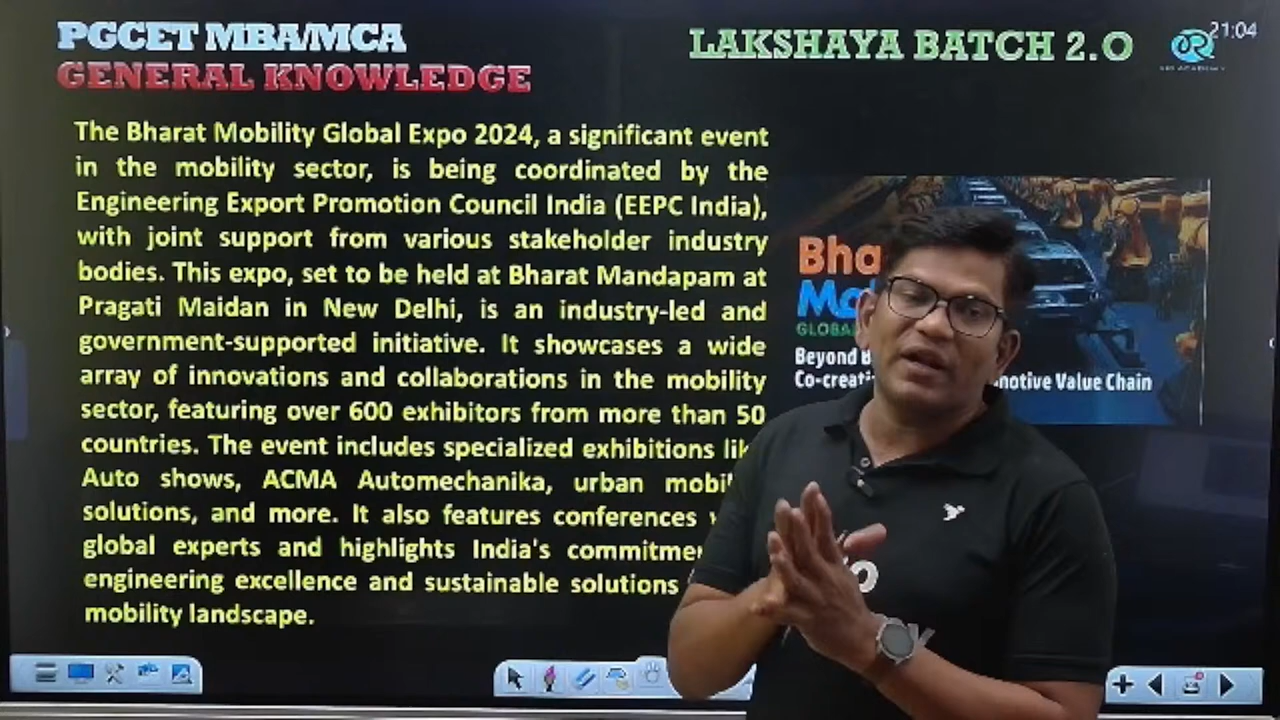 PGCET MBA/MCA
GENERAL KNOWLEDGE
LAKSHAYA BATCH 2.O
21:04
The Bharat Mobility Global Expo 2024, a significant event
in the mobility sector, is being coordinated by the
Engineering Export Promotion Council India (EEPC India),
with joint support from various stakeholder industry
bodies. This expo, set to be held at Bharat Mandapam at
Pragati Maidan in New Delhi, is an industry-led and
government-supported initiative. It showcases a wide
array of innovations and collaborations in the mobility
sector, featuring over 600 exhibitors from more than 50
countries. The event includes specialized exhibitions
Auto shows, ACMA Automechanika, urban
solutions, and more. It also features conferences
global experts and highlights India's
engineering excellence and sustainable solutions
mobility landscape.
Bha
GLOBA
Beyond
Value Chain